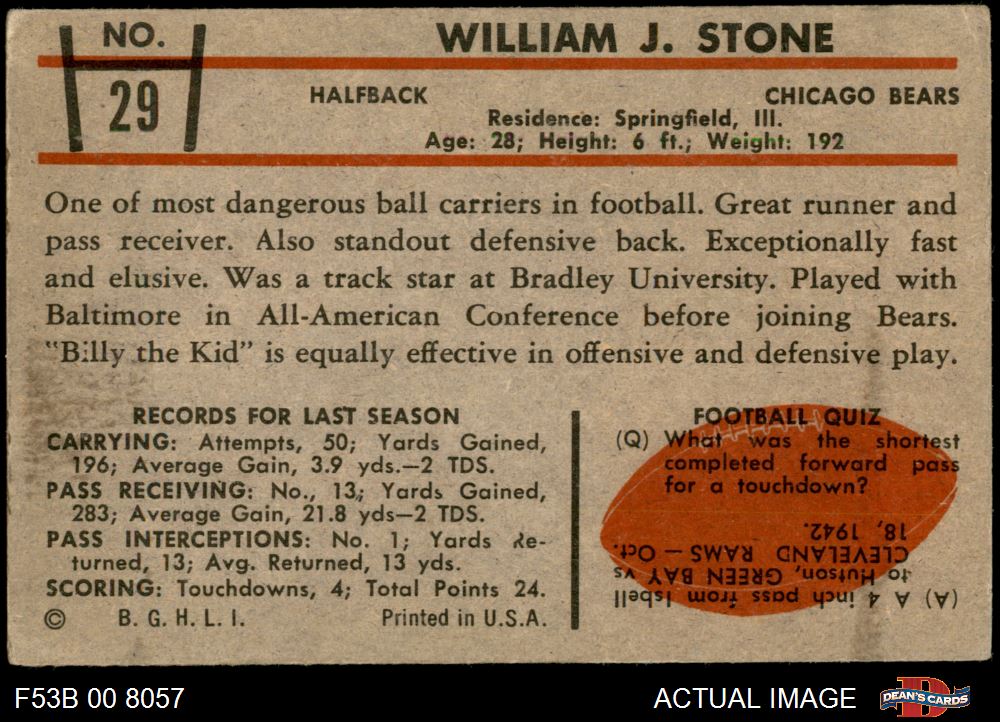 NO.
29
WILLIAM J. STONE
HALFBACK
CHICAGO BEARS
Residence: Springfield, Ill.
Age: 28; Height: 6 ft.; Weight: 192
One of most dangerous ball carriers in football. Great runner and
pass receiver. Also standout defensive back. Exceptionally fast
and elusive. Was a track star at Bradley University. Played with
Baltimore in All-American Conference before joining Bears.
"Billy the Kid" is equally effective in offensive and defensive play.
RECORDS FOR LAST SEASON
CARRYING: Attempts, 50; Yards Gained,
196; Average Gain, 3.9 yds.—2 TDS.
PASS RECEIVING: No., 13; Yards Gained,
283; Average Gain, 21.8 yds—2 TDS.
PASS INTERCEPTIONS: No. 1; Yards Re-
turned, 13; Avg. Returned, 13 yds.
SCORING: Touchdowns, 4; Total Points 24.
© B. G. H. L. I.
Printed in U.S.A.
FOOTBALL QUIZ
(Q) What was the shortest
completed forward pass
for a touchdown?
(A) A 4 inch pass from Isbell
to Hutson, GREEN BAY vs
CLEVELAND RAMS — Oct.
18, 1942.
F53B 00 8057
ACTUAL IMAGE
D
DEAN'S CARDS